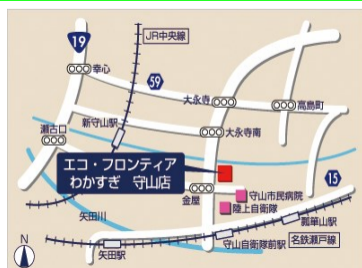 19
JR中央線
幸心
59
大永寺
高島町
新守山駅
大永寺南
瀬古口
エコ・フロンティア
わかすぎ 守山店
15
金屋
守山市民病院
陸上自衛隊
矢田川
瓢箪山駅
N
守山自衛隊前駅
名鉄瀬戸線
矢田駅